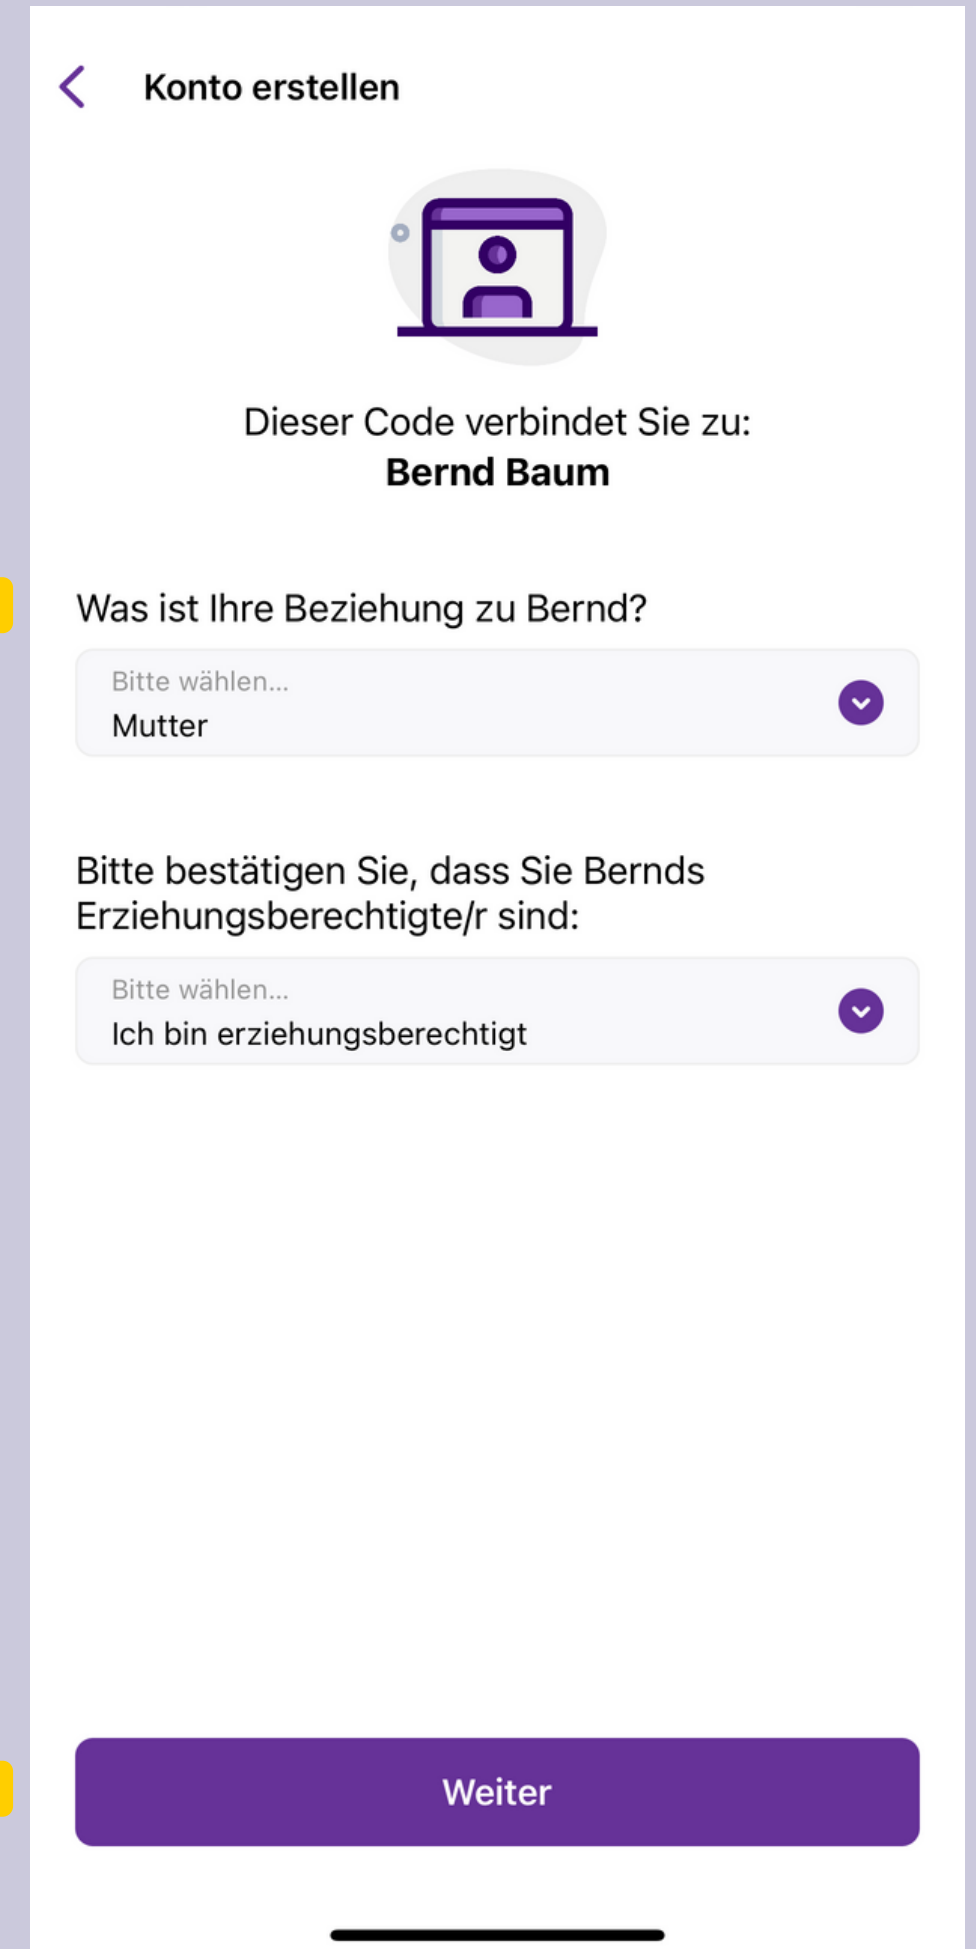 Konto erstellen
Dieser Code verbindet Sie zu:
Bernd Baum
Was ist Ihre Beziehung zu Bernd?
Bitte wählen...
Mutter
Bitte bestätigen Sie, dass Sie Bernds
Erziehungsberechtigte/r sind:
Bitte wählen...
Ich bin erziehungsberechtigt
Weiter